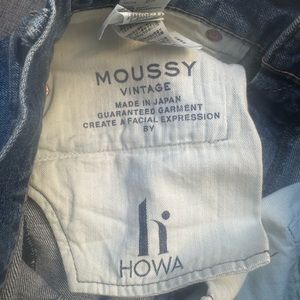 MOUSSY
VINTAGE
MADE IN JAPAN
GUARANTEED GARMENT
CREATE A FACIAL EXPRESSION
BY
HOWA